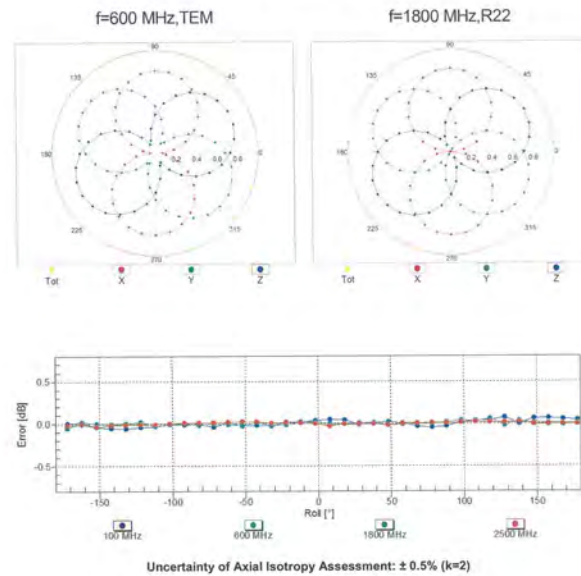 f=600 MHz,TEM
f=1800 MHz,R22
90
135
45
180
0.2 0.4 0.6 0.8
0
225
315
270
Tot X Y Z
90
135
45
180
0.2 0.4 0.6 0.8
0
225
315
270
Tot X Y Z
Error [dB]
0.5
0.0
-0.5
-150 -100 -50 0 50 100 150
Roll [°]
100 MHz 600 MHz 1800 MHz 2500 MHz
Uncertainty of Axial Isotropy Assessment: ± 0.5% (k=2)